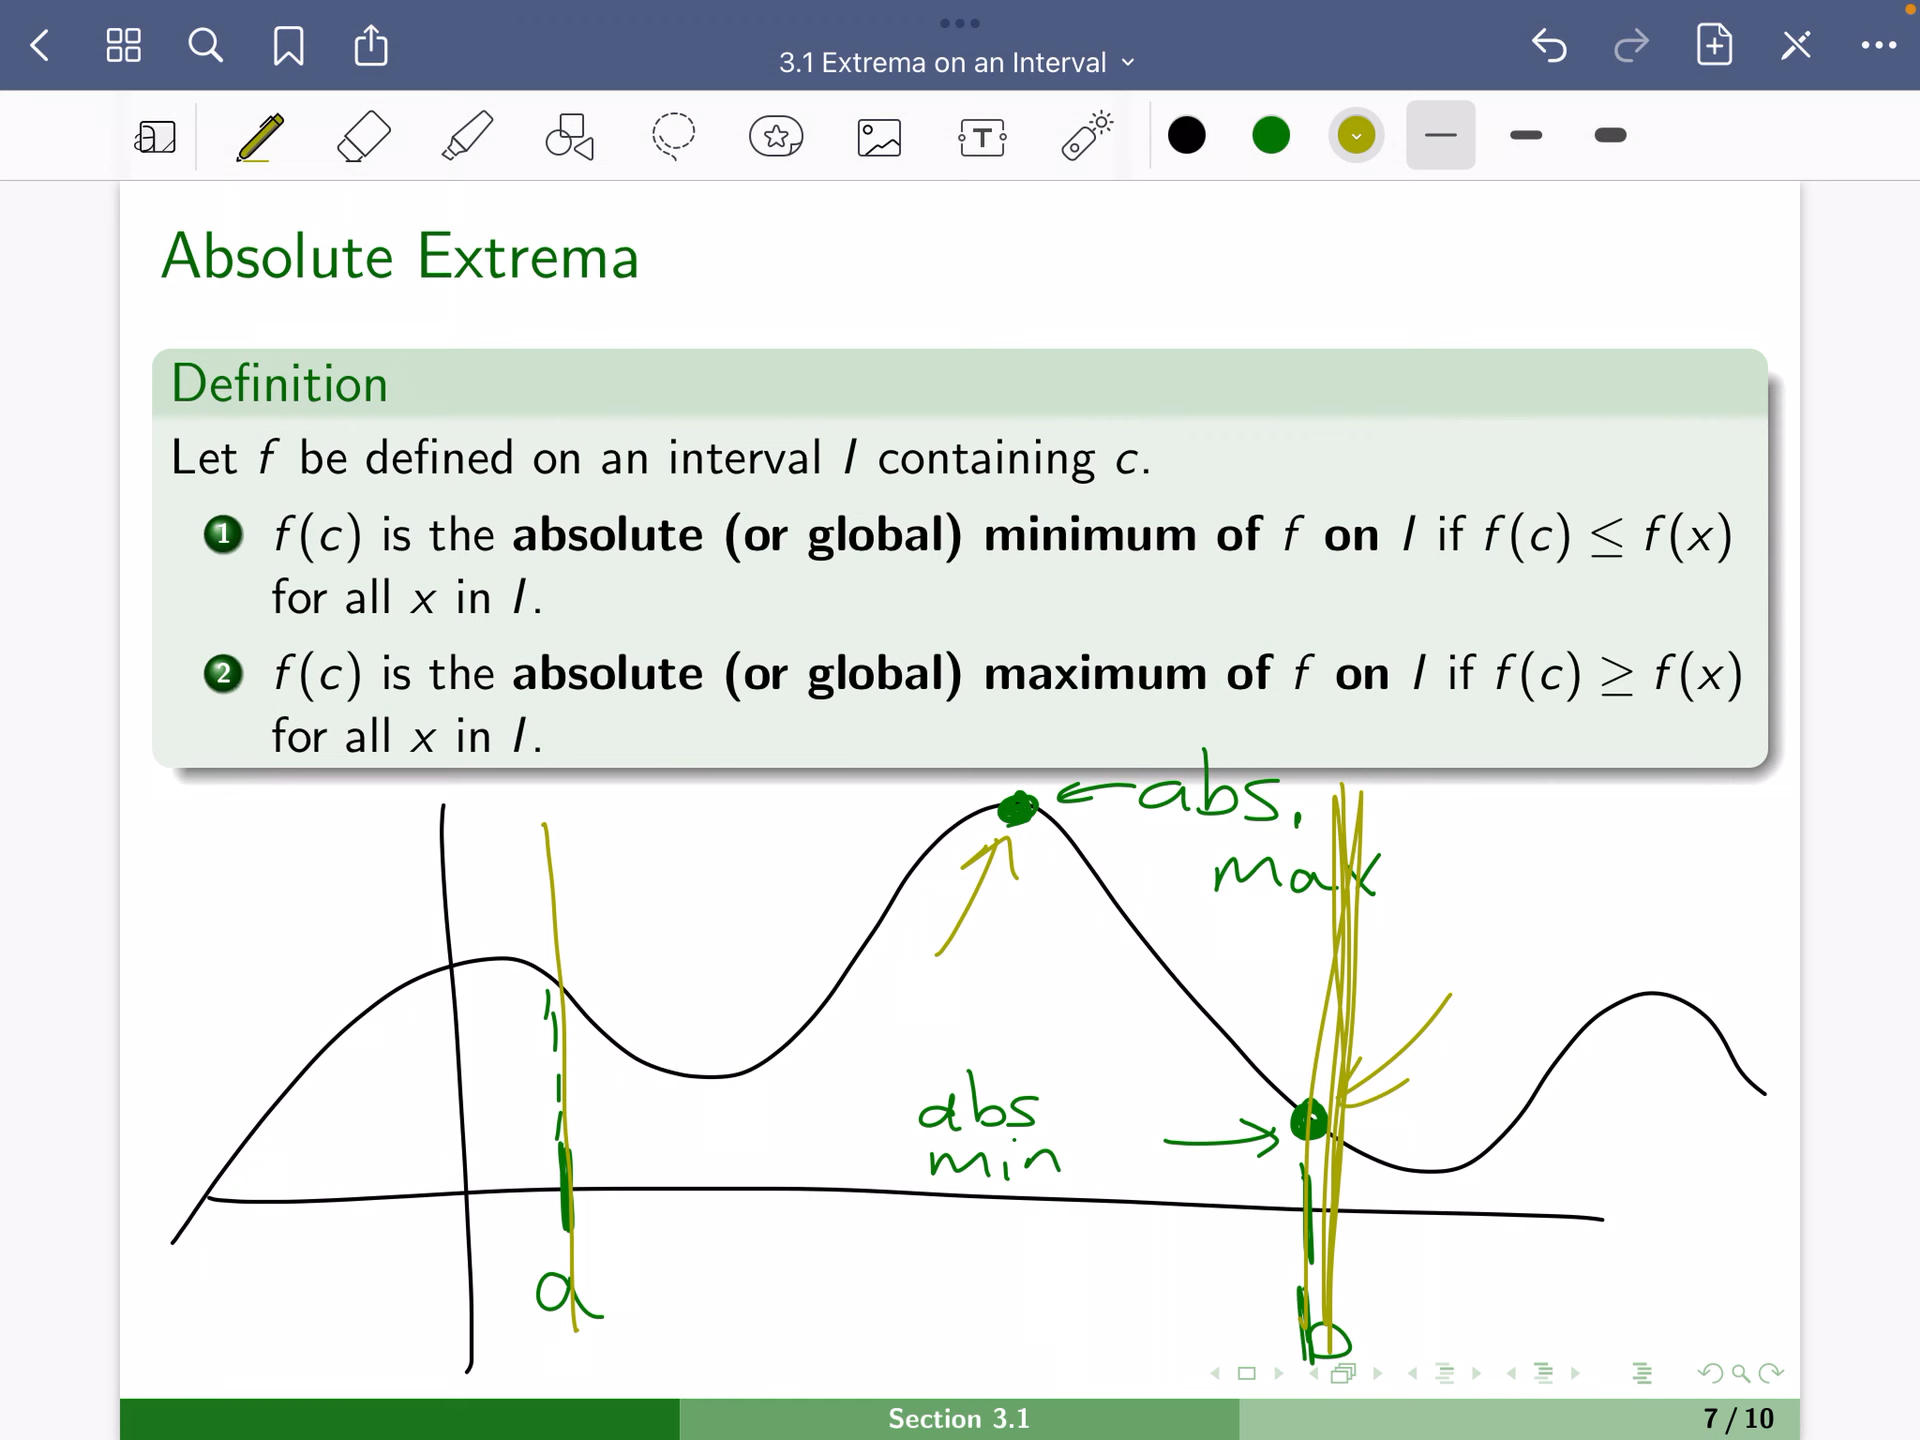 3.1 Extrema on an Interval
a
T
Absolute Extrema
Definition
Let f be defined on an interval I containing c.
1 f(c) is the absolute (or global) minimum of f on I if f(c) ≤ f(x)
for all x in I.
2 f(c) is the absolute (or global) maximum of f on I if f(c) ≥ f(x)
for all x in I.
abs.
max
abs
min
a
b
Section 3.1
7 / 10